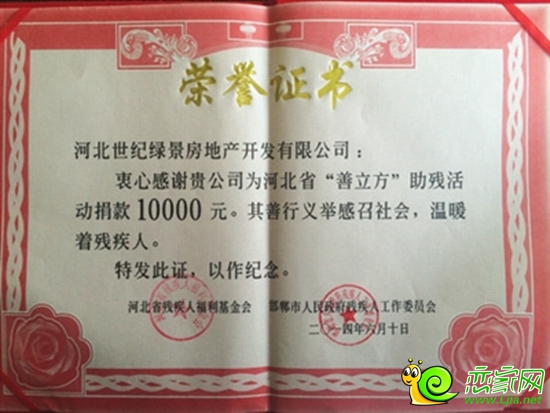 荣誉证书
河北世纪绿景房地产开发有限公司：
衷心感谢贵公司为河北省“善立方”助残活
动捐款10000元。其善行义举感召社会，温暖
着残疾人。
特发此证，以作纪念。
河北省残疾人福利基金会 邯郸市人民政府残疾人工作委员会
二〇一四年六月十日
恋家网
www.Lpa.net